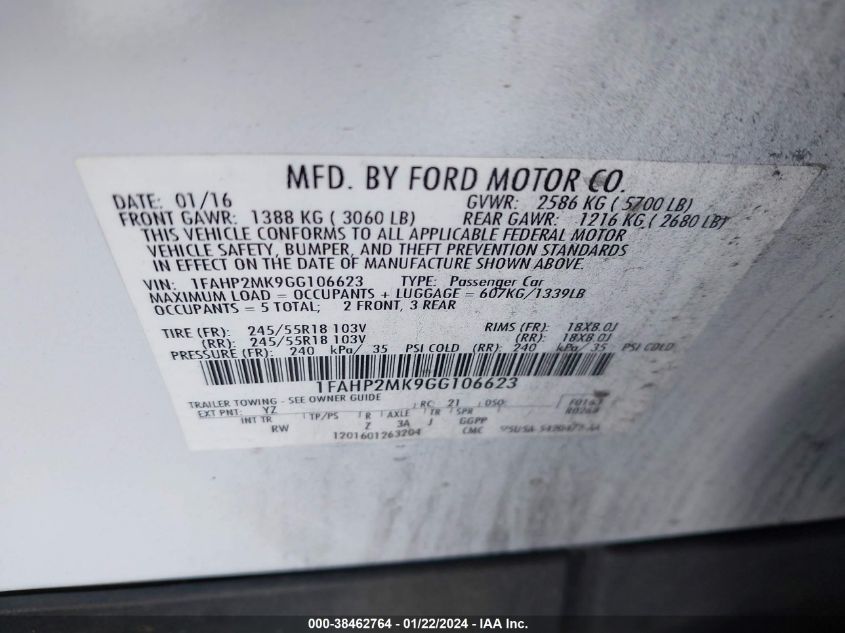 MFD. BY FORD MOTOR CO.
DATE: 01/16 GVWR: 2586 KG ( 5700 LB)
FRONT GAWR: 1388 KG ( 3060 LB) REAR GAWR: 1216 KG ( 2680 LB)
THIS VEHICLE CONFORMS TO ALL APPLICABLE FEDERAL MOTOR
VEHICLE SAFETY, BUMPER, AND THEFT PREVENTION STANDARDS
IN EFFECT ON THE DATE OF MANUFACTURE SHOWN ABOVE.
VIN: 1FAHP2MK9GG106623 TYPE: Passenger Car
MAXIMUM LOAD = OCCUPANTS + LUGGAGE = 607KG/1339LB
OCCUPANTS = 5 TOTAL; 2 FRONT, 3 REAR
TIRE (FR): 245/55R18 103V RIMS (FR): 18X8.0J
(RR): 245/55R18 103V (RR): 18X8.0J
PRESSURE (FR): 240 kPa/ 35 PSI COLD (RR): 240 kPa/ 35 PSI COLD
1FAHP2MK9GG106623
TRAILER TOWING - SEE OWNER GUIDE RC: 21 DSO: F0163
EXT PNT: YZ
INT TR TP/PS R AXLE TR SPR
RW Z 3A J GGPP
1201601263204 CMC
000-38462764 - 01/22/2024 - IAA Inc.